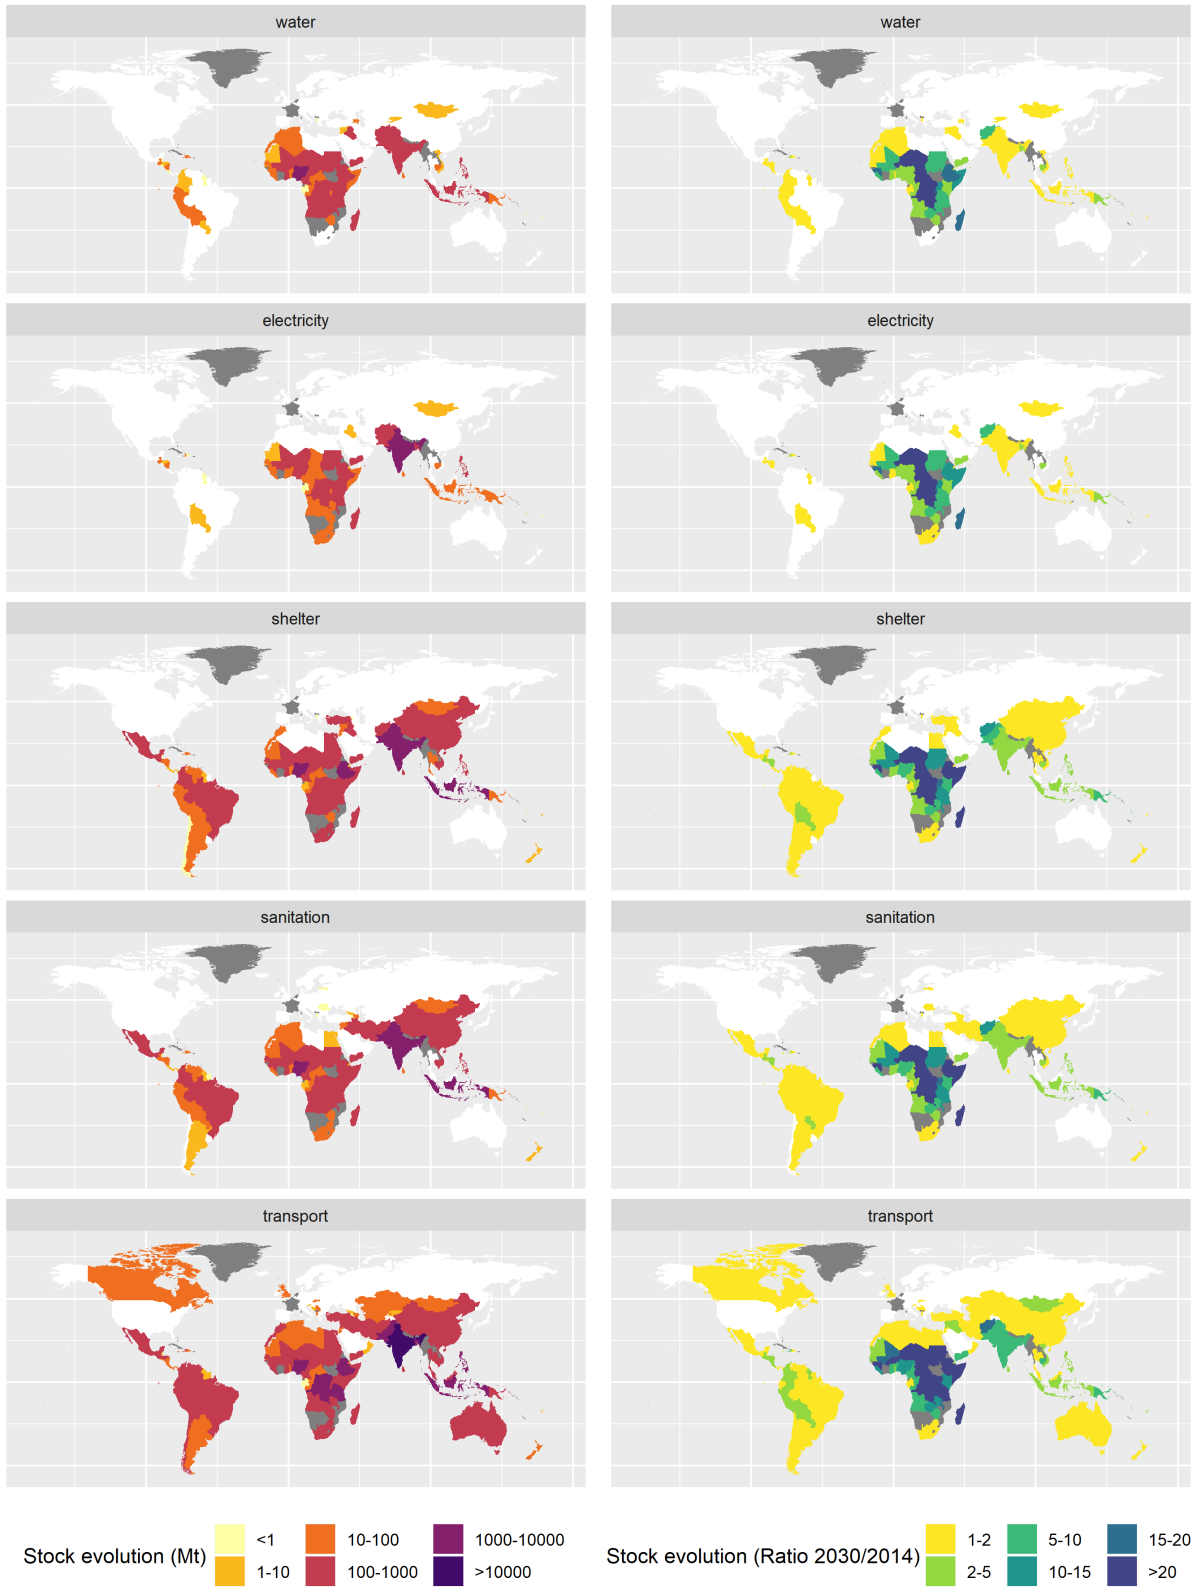 water
water
electricity
electricity
shelter
shelter
sanitation
sanitation
transport
transport
Stock evolution (Mt)
<1
1-10
10-100
100-1000
1000-10000
>10000
Stock evolution (Ratio 2030/2014)
1-2
2-5
5-10
10-15
15-20
>20